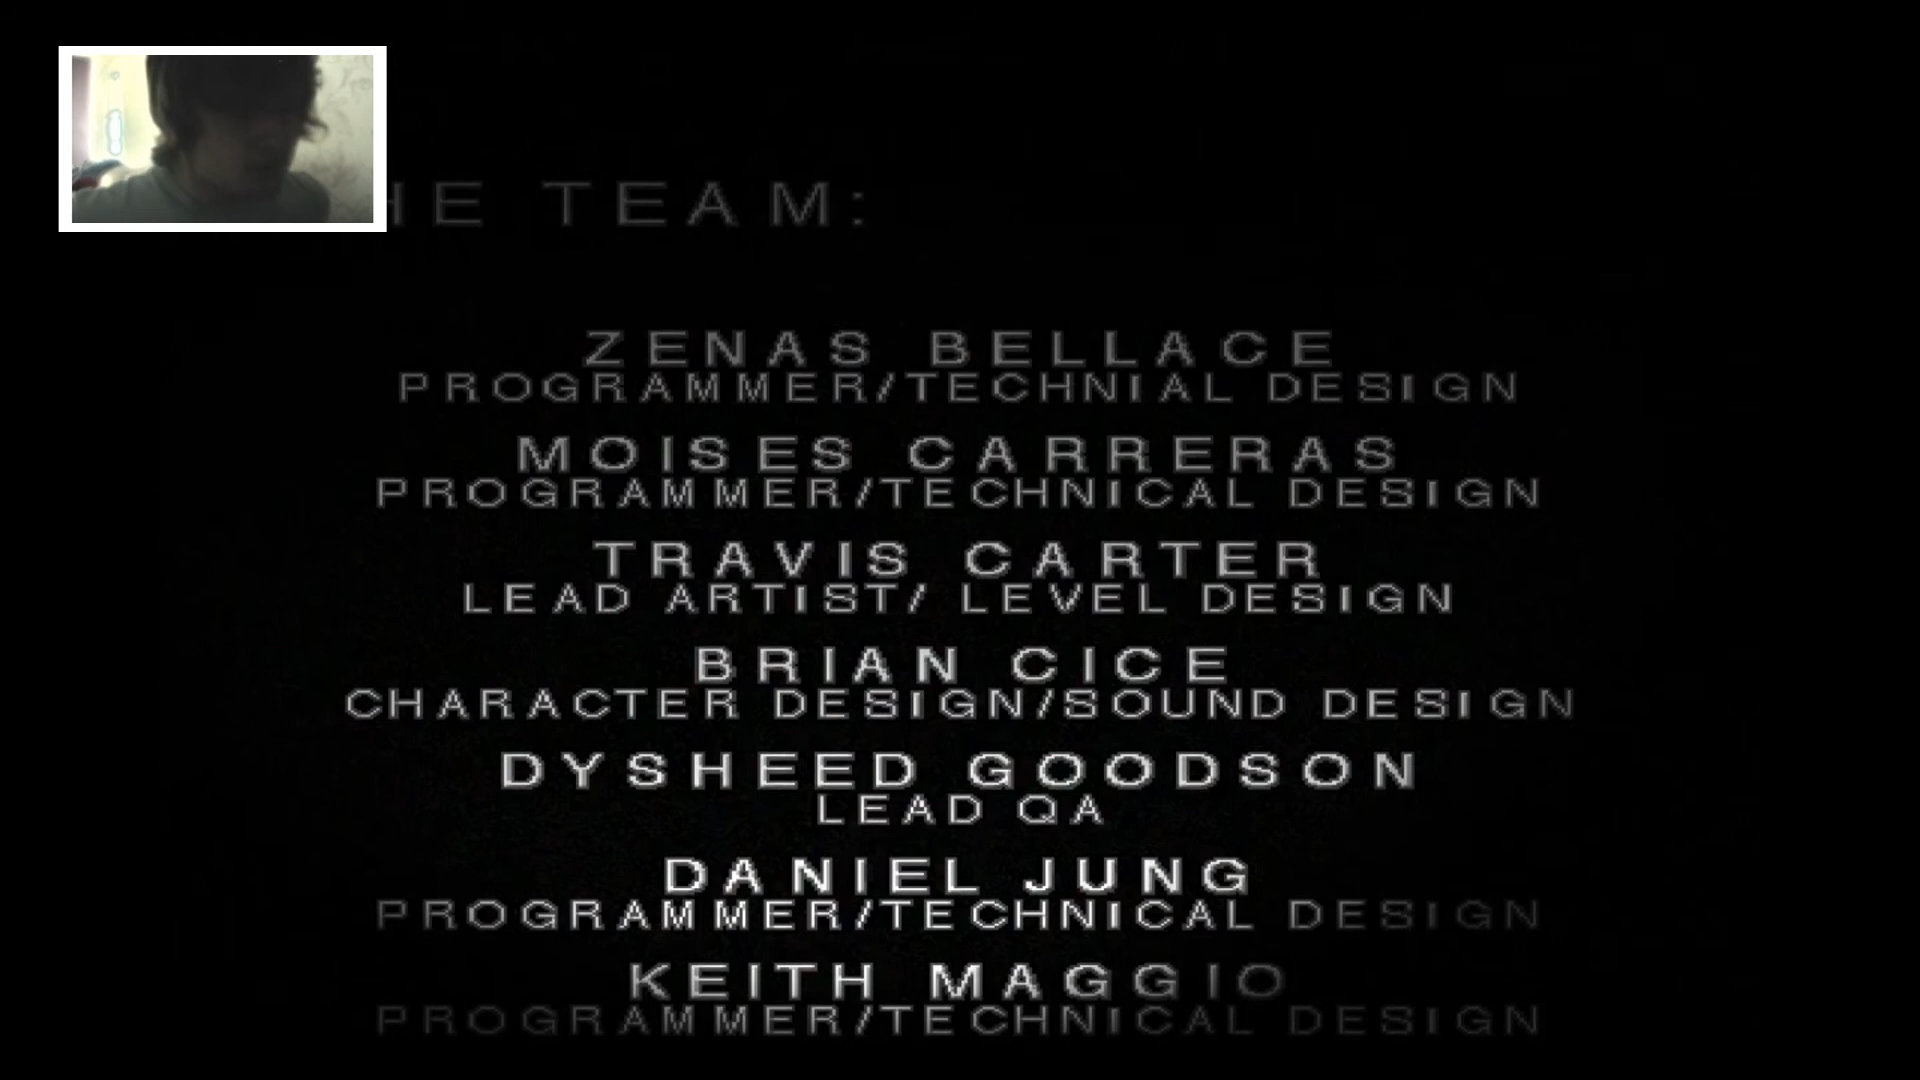 HE TEAM:
ZENAS BELLACE
PROGRAMMER/TECHNIAL DESIGN
MOISES CARRERAS
PROGRAMMER/TECHNICAL DESIGN
TRAVIS CARTER
LEAD ARTIST/ LEVEL DESIGN
BRIAN CICE
CHARACTER DESIGN/SOUND DESIGN
DYSHEED GOODSON
LEAD QA
DANIEL JUNG
PROGRAMMER/TECHNICAL DESIGN
KEITH MAGGIO
PROGRAMMER/TECHNICAL DESIGN